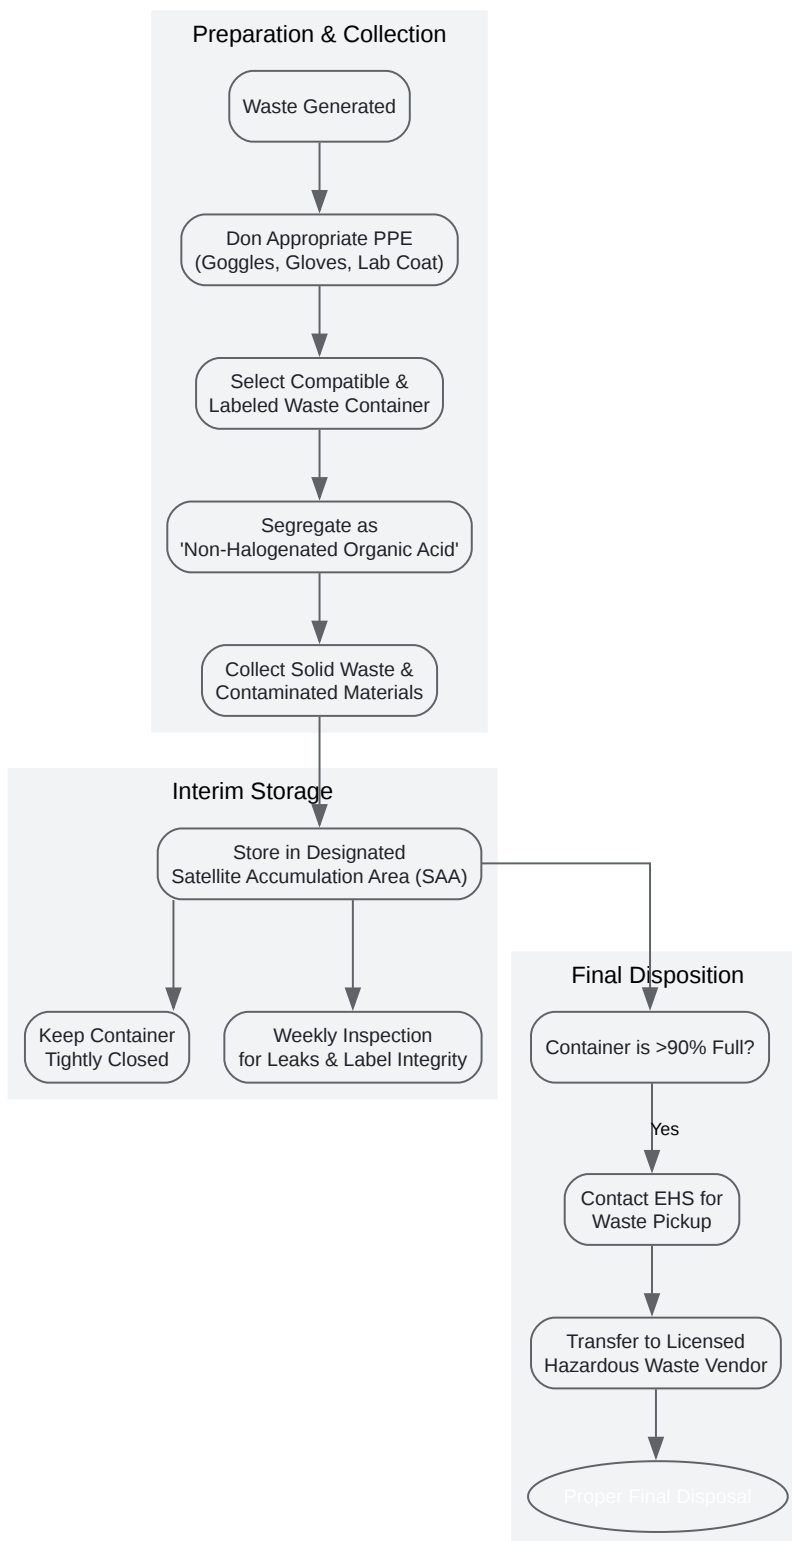 Preparation & Collection
Waste Generated
Don Appropriate PPE
(Goggles, Gloves, Lab Coat)
Select Compatible &
Labeled Waste Container
Segregate as
'Non-Halogenated Organic Acid'
Collect Solid Waste &
Contaminated Materials
Interim Storage
Store in Designated
Satellite Accumulation Area (SAA)
Keep Container
Tightly Closed
Weekly Inspection
for Leaks & Label Integrity
Final Disposition
Container is >90% Full?
Yes
Contact EHS for
Waste Pickup
Transfer to Licensed
Hazardous Waste Vendor
Proper Final Disposal